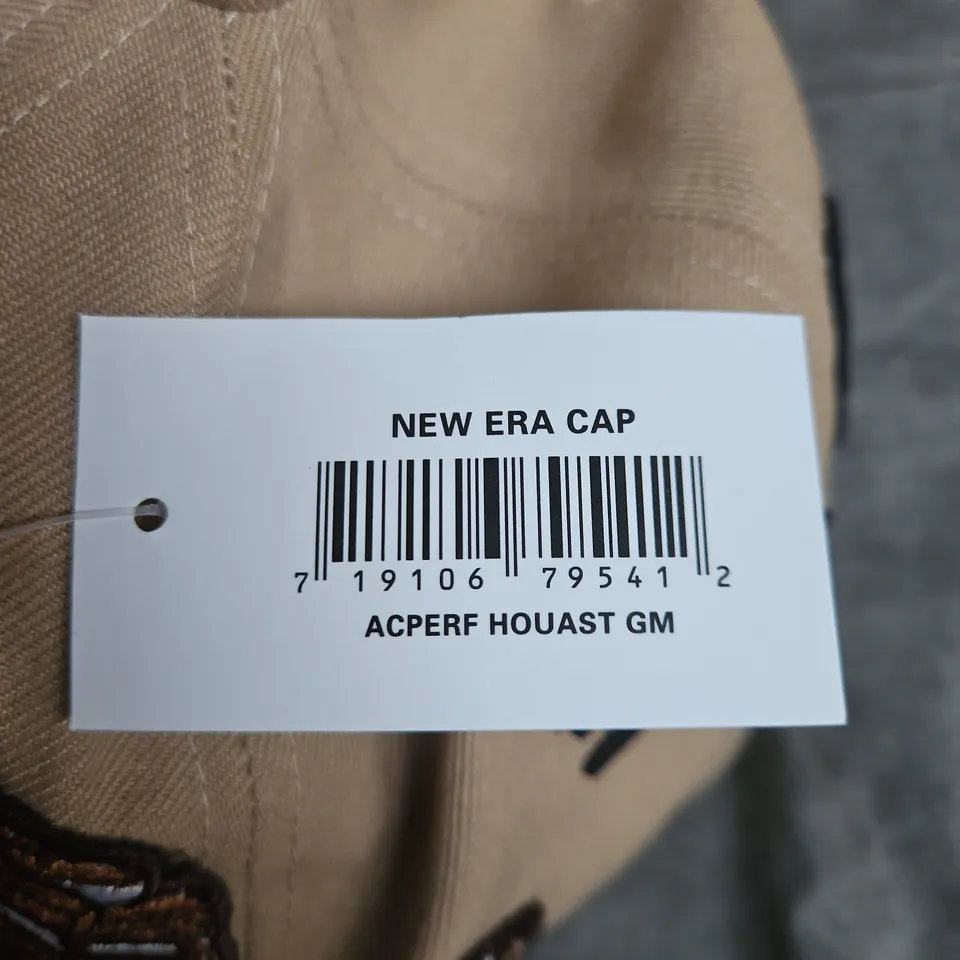 NEW ERA CAP
7 19106 79541 2
ACPERF HOUAST GM